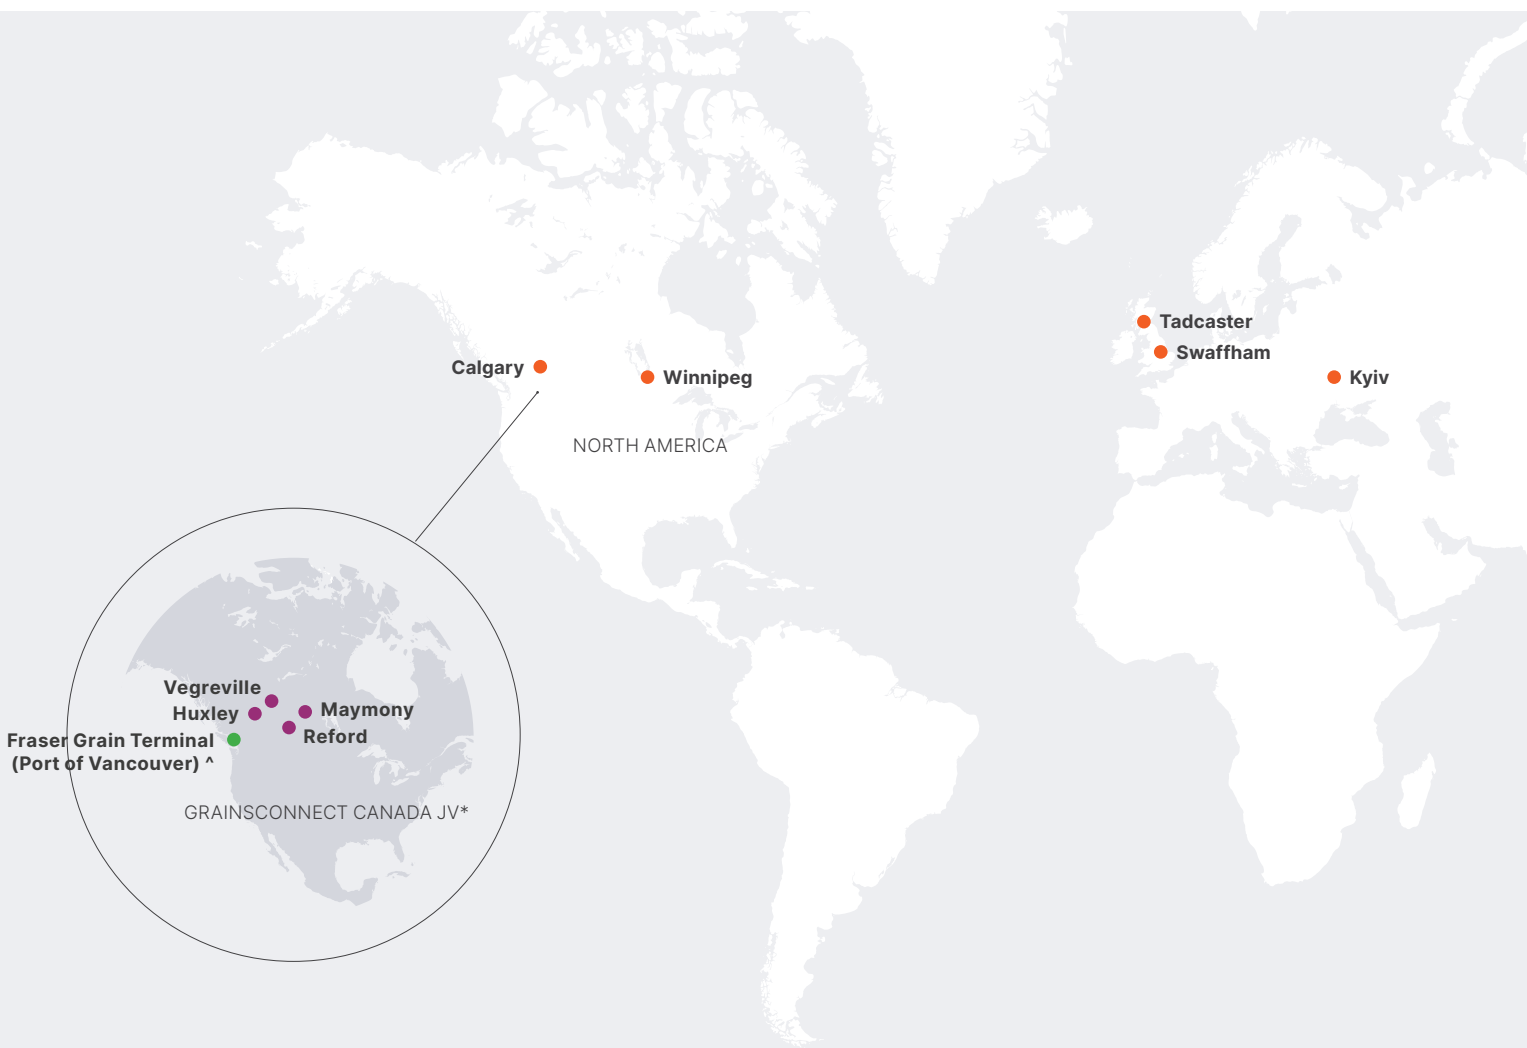 Tadcaster
Swaffham
Calgary
Winnipeg
Kyiv
NORTH AMERICA
Vegreville
Huxley
Maymony
Reford
Fraser Grain Terminal
(Port of Vancouver) ^
GRAINSCONNECT CANADA JV*